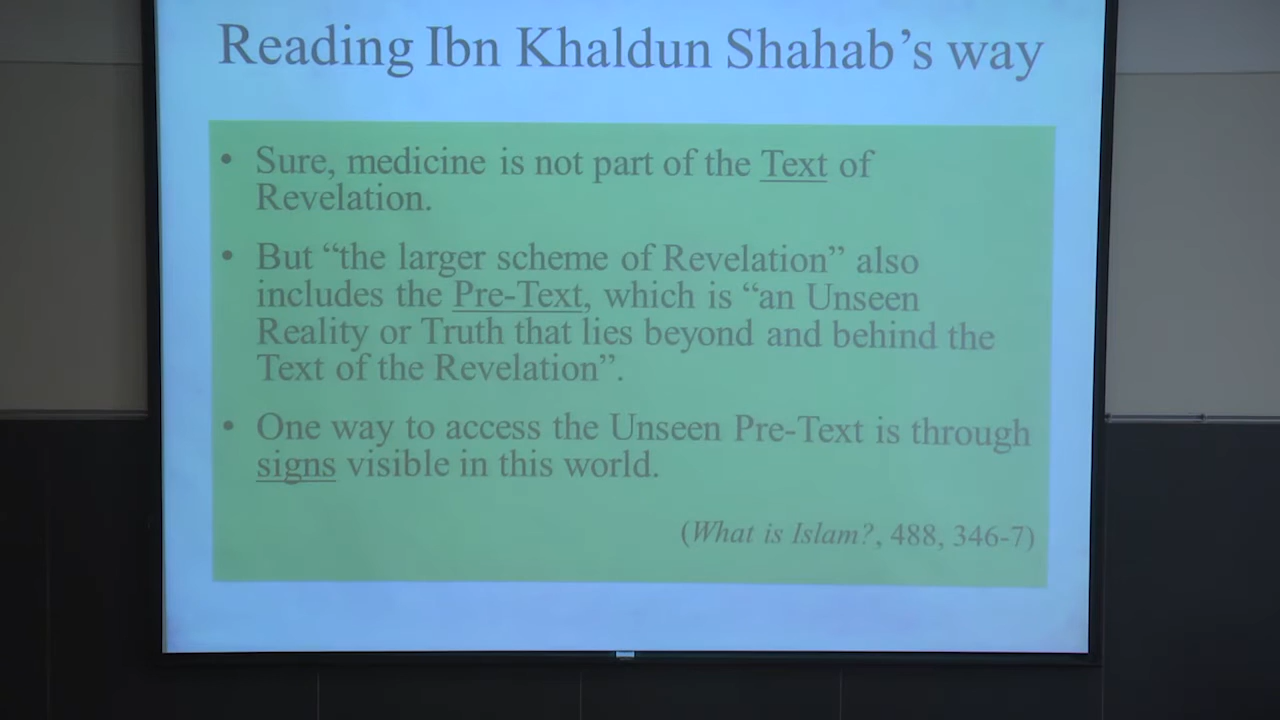 Reading Ibn Khaldun Shahab’s way
• Sure, medicine is not part of the Text of
Revelation.
• But “the larger scheme of Revelation” also
includes the Pre-Text, which is “an Unseen
Reality or Truth that lies beyond and behind the
Text of the Revelation”.
• One way to access the Unseen Pre-Text is through
signs visible in this world.
(What is Islam?, 488, 346-7)